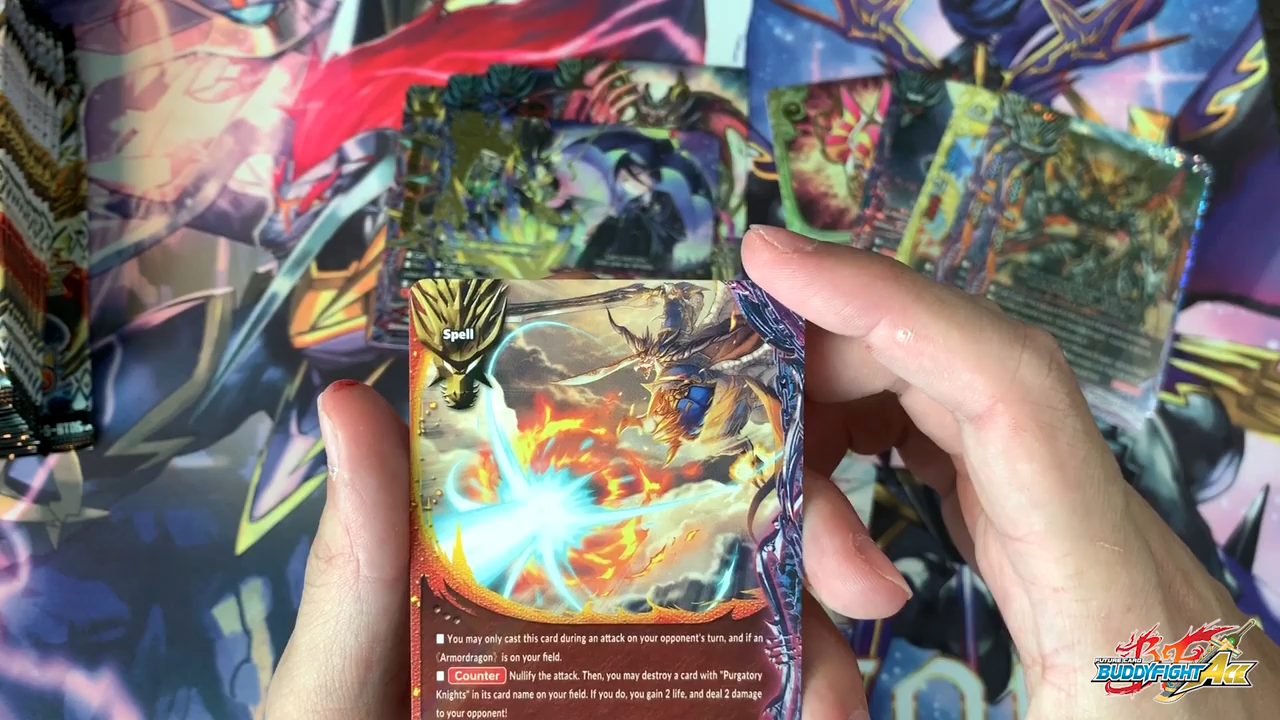 Spell
■ You may only cast this card during an attack on your opponent's turn, and if an
《Armordragon》 is on your field.
■ Counter Nullify the attack. Then, you may destroy a card with "Purgatory
Knights" in its card name on your field. If you do, you gain 2 life, and deal 2 damage
to your opponent!
FUTURE CARD
BUDDYFIGHT ACE